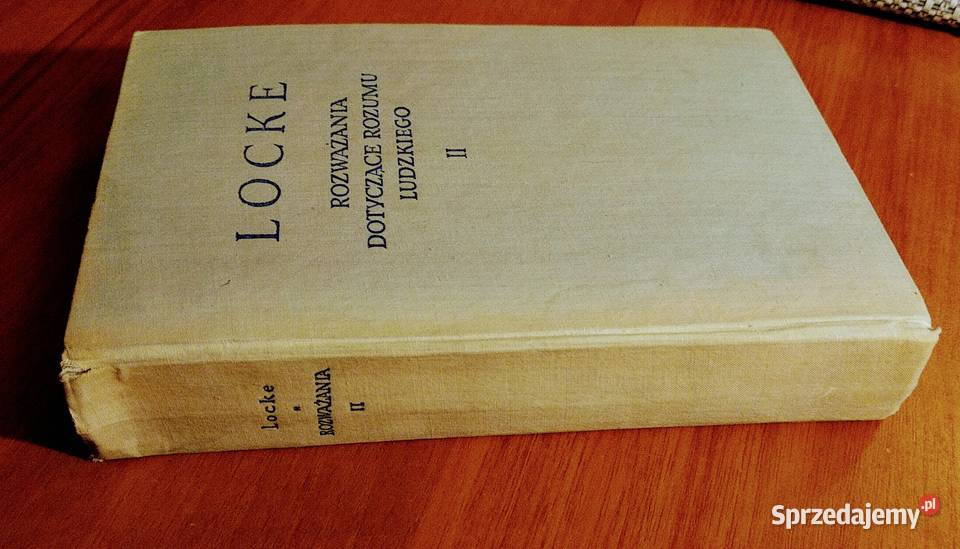 LOCKE
ROZWAŻANIA
DOTYCZĄCE ROZUMU
LUDZKIEGO
II
Locke
ROZWAŻANIA
II
Sprzedajemy.pl